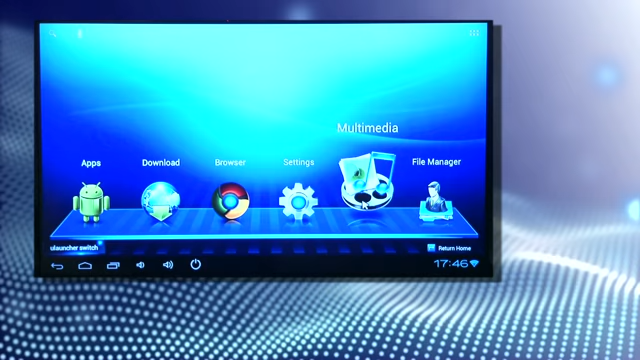 Multimedia
Apps
Download
Browser
Settings
File Manager
ulauncher switch
Return Home
17:46